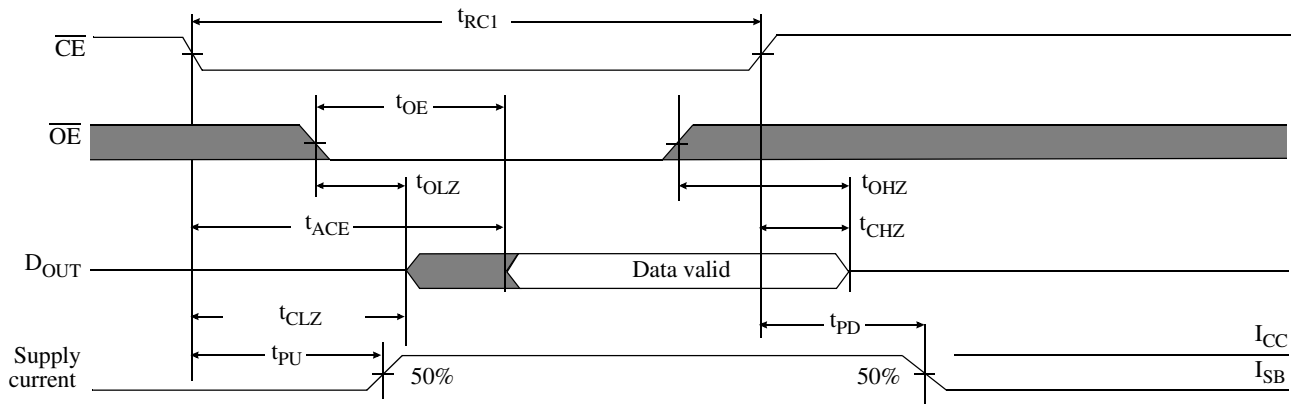 tRC1
CE
tOE
OE
tOLZ
tOHZ
tACE
tCHZ
DOUT
Data valid
tCLZ
tPD
tPU
Supply
current
50%
50%
ICC
ISB